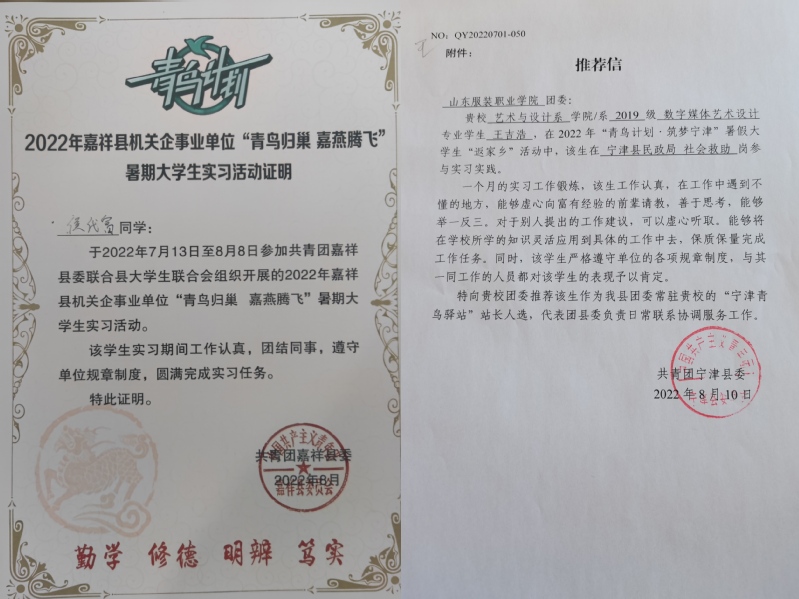 青鸟计划
2022年嘉祥县机关企事业单位“青鸟归巢 嘉燕腾飞”
暑期大学生实习活动证明
同学：
于2022年7月13日至8月8日参加共青团嘉祥
县委联合县大学生联合会组织开展的2022年嘉祥
县机关企事业单位“青鸟归巢 嘉燕腾飞”暑期大
学生实习活动。
该学生实习期间工作认真，团结同事，遵守
单位规章制度，圆满完成实习任务。
特此证明。
共青团嘉祥县委
2022年8月
勤学 修德 明辨 笃实
NO：QY20220701-050
附件：
推荐信
山东服装职业学院 团委：
贵校 艺术与设计系 学院/系 2019 级 数字媒体艺术设计
专业学生 王吉浩 ，在 2022 年“青鸟计划·筑梦宁津”暑假大
学生“返家乡”活动中，该生在 宁津县民政局 社会救助 岗参
与实习实践。
一个月的实习工作锻炼，该生工作认真，在工作中遇到不
懂的地方，能够虚心向富有经验的前辈请教，善于思考，能够
举一反三。对于别人提出的工作建议，可以虚心听取。能够将
在学校所学的知识灵活应用到具体的工作中去，保质保量完成
工作任务。同时，该学生严格遵守单位的各项规章制度，与其
一同工作的人员都对该学生的表现予以肯定。
特向贵校团委推荐该生作为我县团委常驻贵校的“宁津青
鸟驿站”站长人选，代表团县委负责日常联系协调服务工作。
共青团宁津县委
2022 年 8 月 10 日